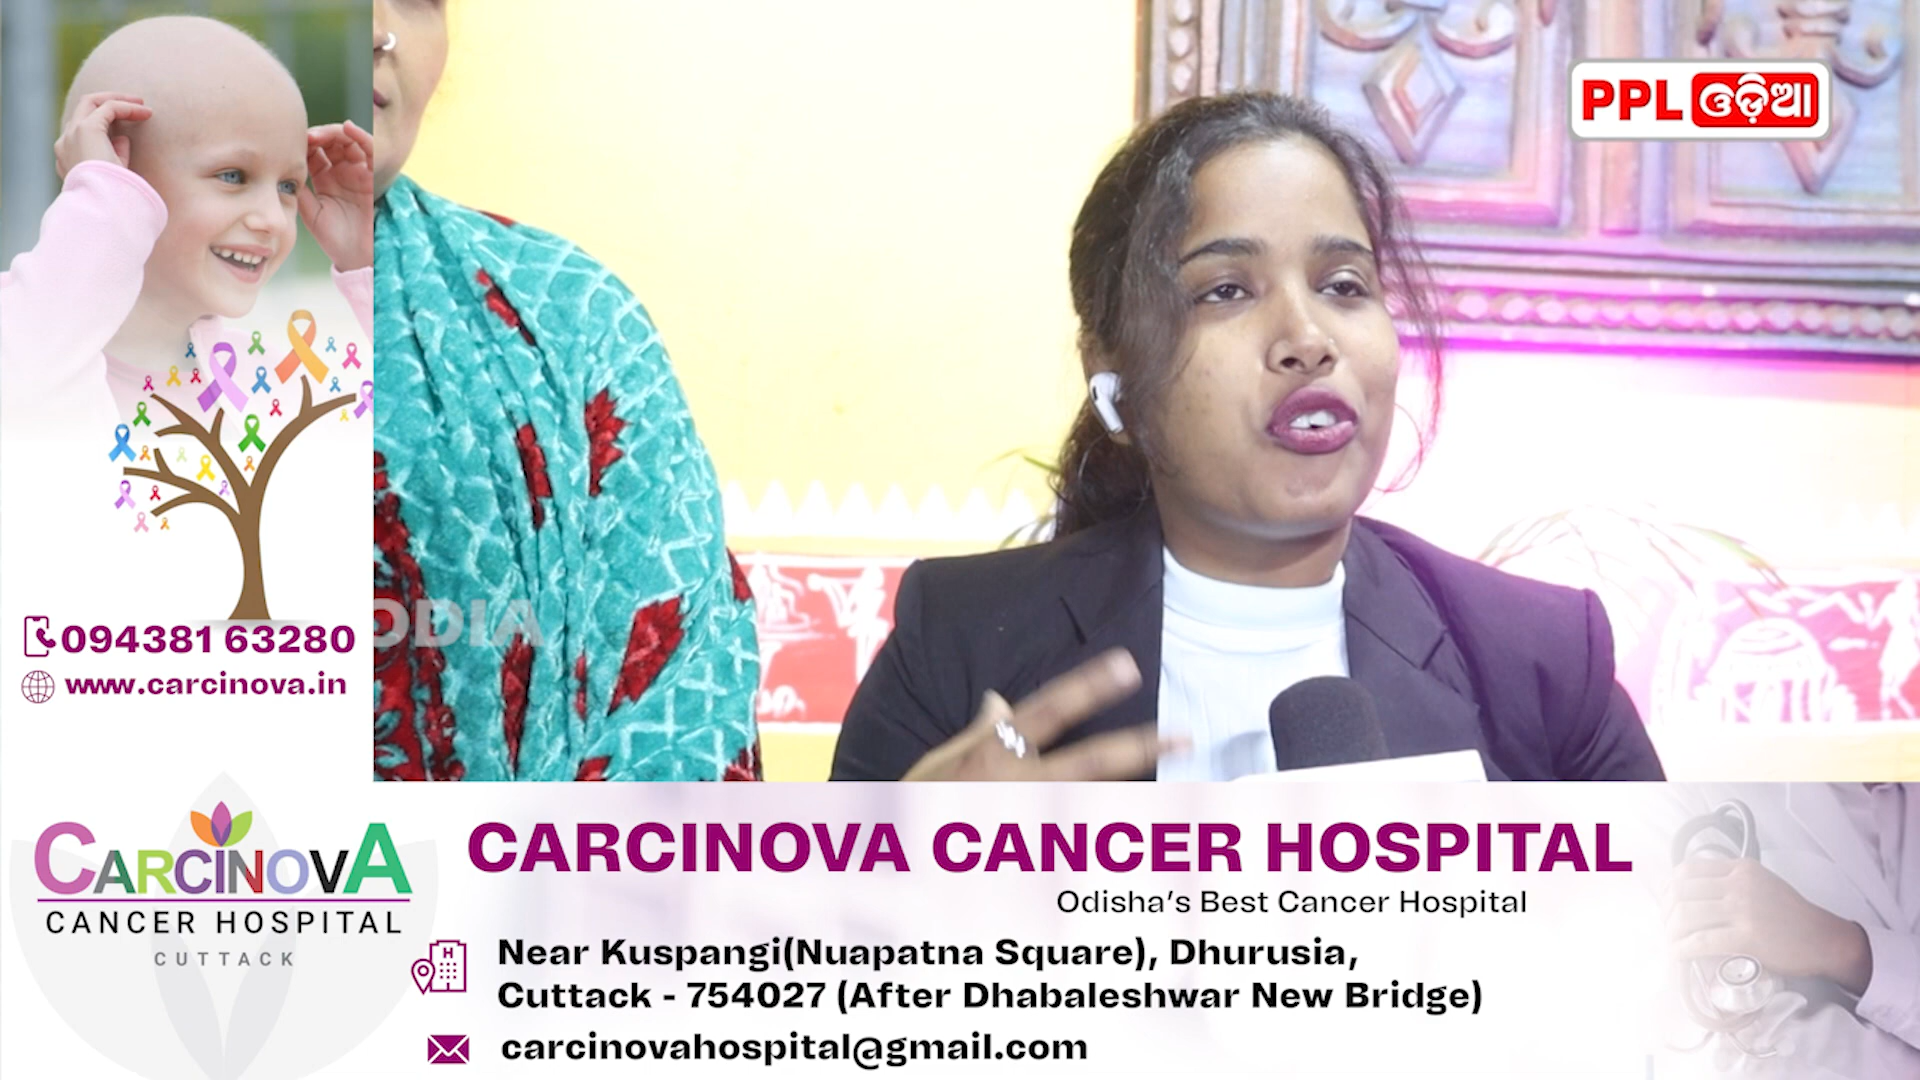 PPL ଓଡ଼ିଆ
ODIA
094381 63280
www.carcinova.in
CARCINOVA
CANCER HOSPITAL
CUTTACK
CARCINOVA CANCER HOSPITAL
Odisha's Best Cancer Hospital
H
Near Kuspangi(Nuapatna Square), Dhurusia,
Cuttack - 754027 (After Dhabaleshwar New Bridge)
carcinovahospital@gmail.com